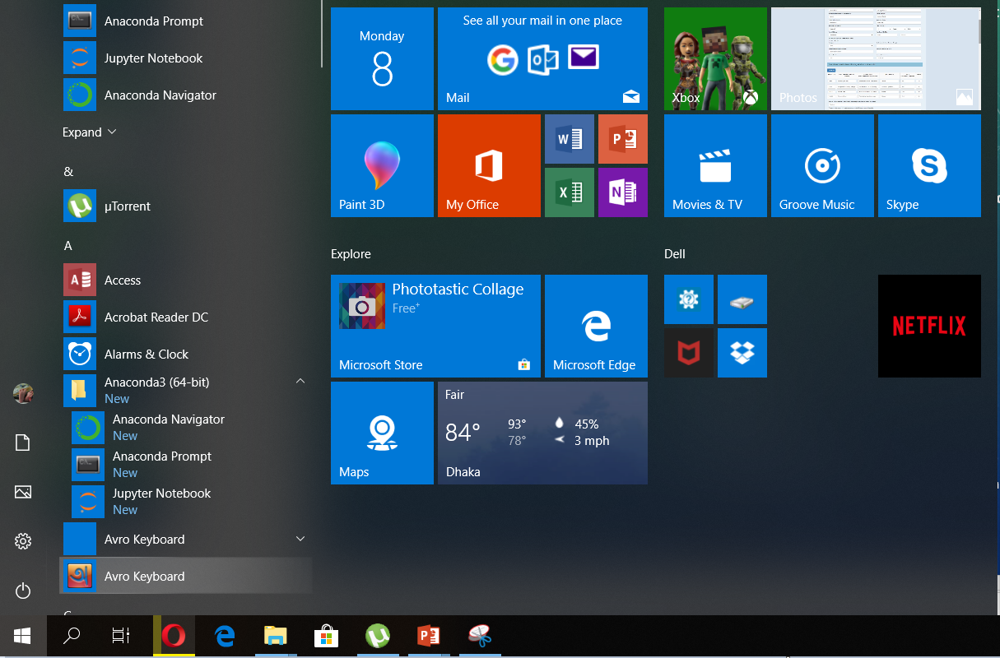 Anaconda Prompt
Jupyter Notebook
Anaconda Navigator
Expand
&
µTorrent
A
Access
Acrobat Reader DC
Alarms & Clock
Anaconda3 (64-bit)
New
Anaconda Navigator
New
Anaconda Prompt
New
Jupyter Notebook
New
Avro Keyboard
Avro Keyboard
Monday
8
See all your mail in one place
Mail
Xbox
Photos
Paint 3D
My Office
Movies & TV
Groove Music
Skype
Explore
Phototastic Collage
Free+
Microsoft Store
Microsoft Edge
Maps
Fair
84° 93° 45%
78° 3 mph
Dhaka
Dell
NETFLIX